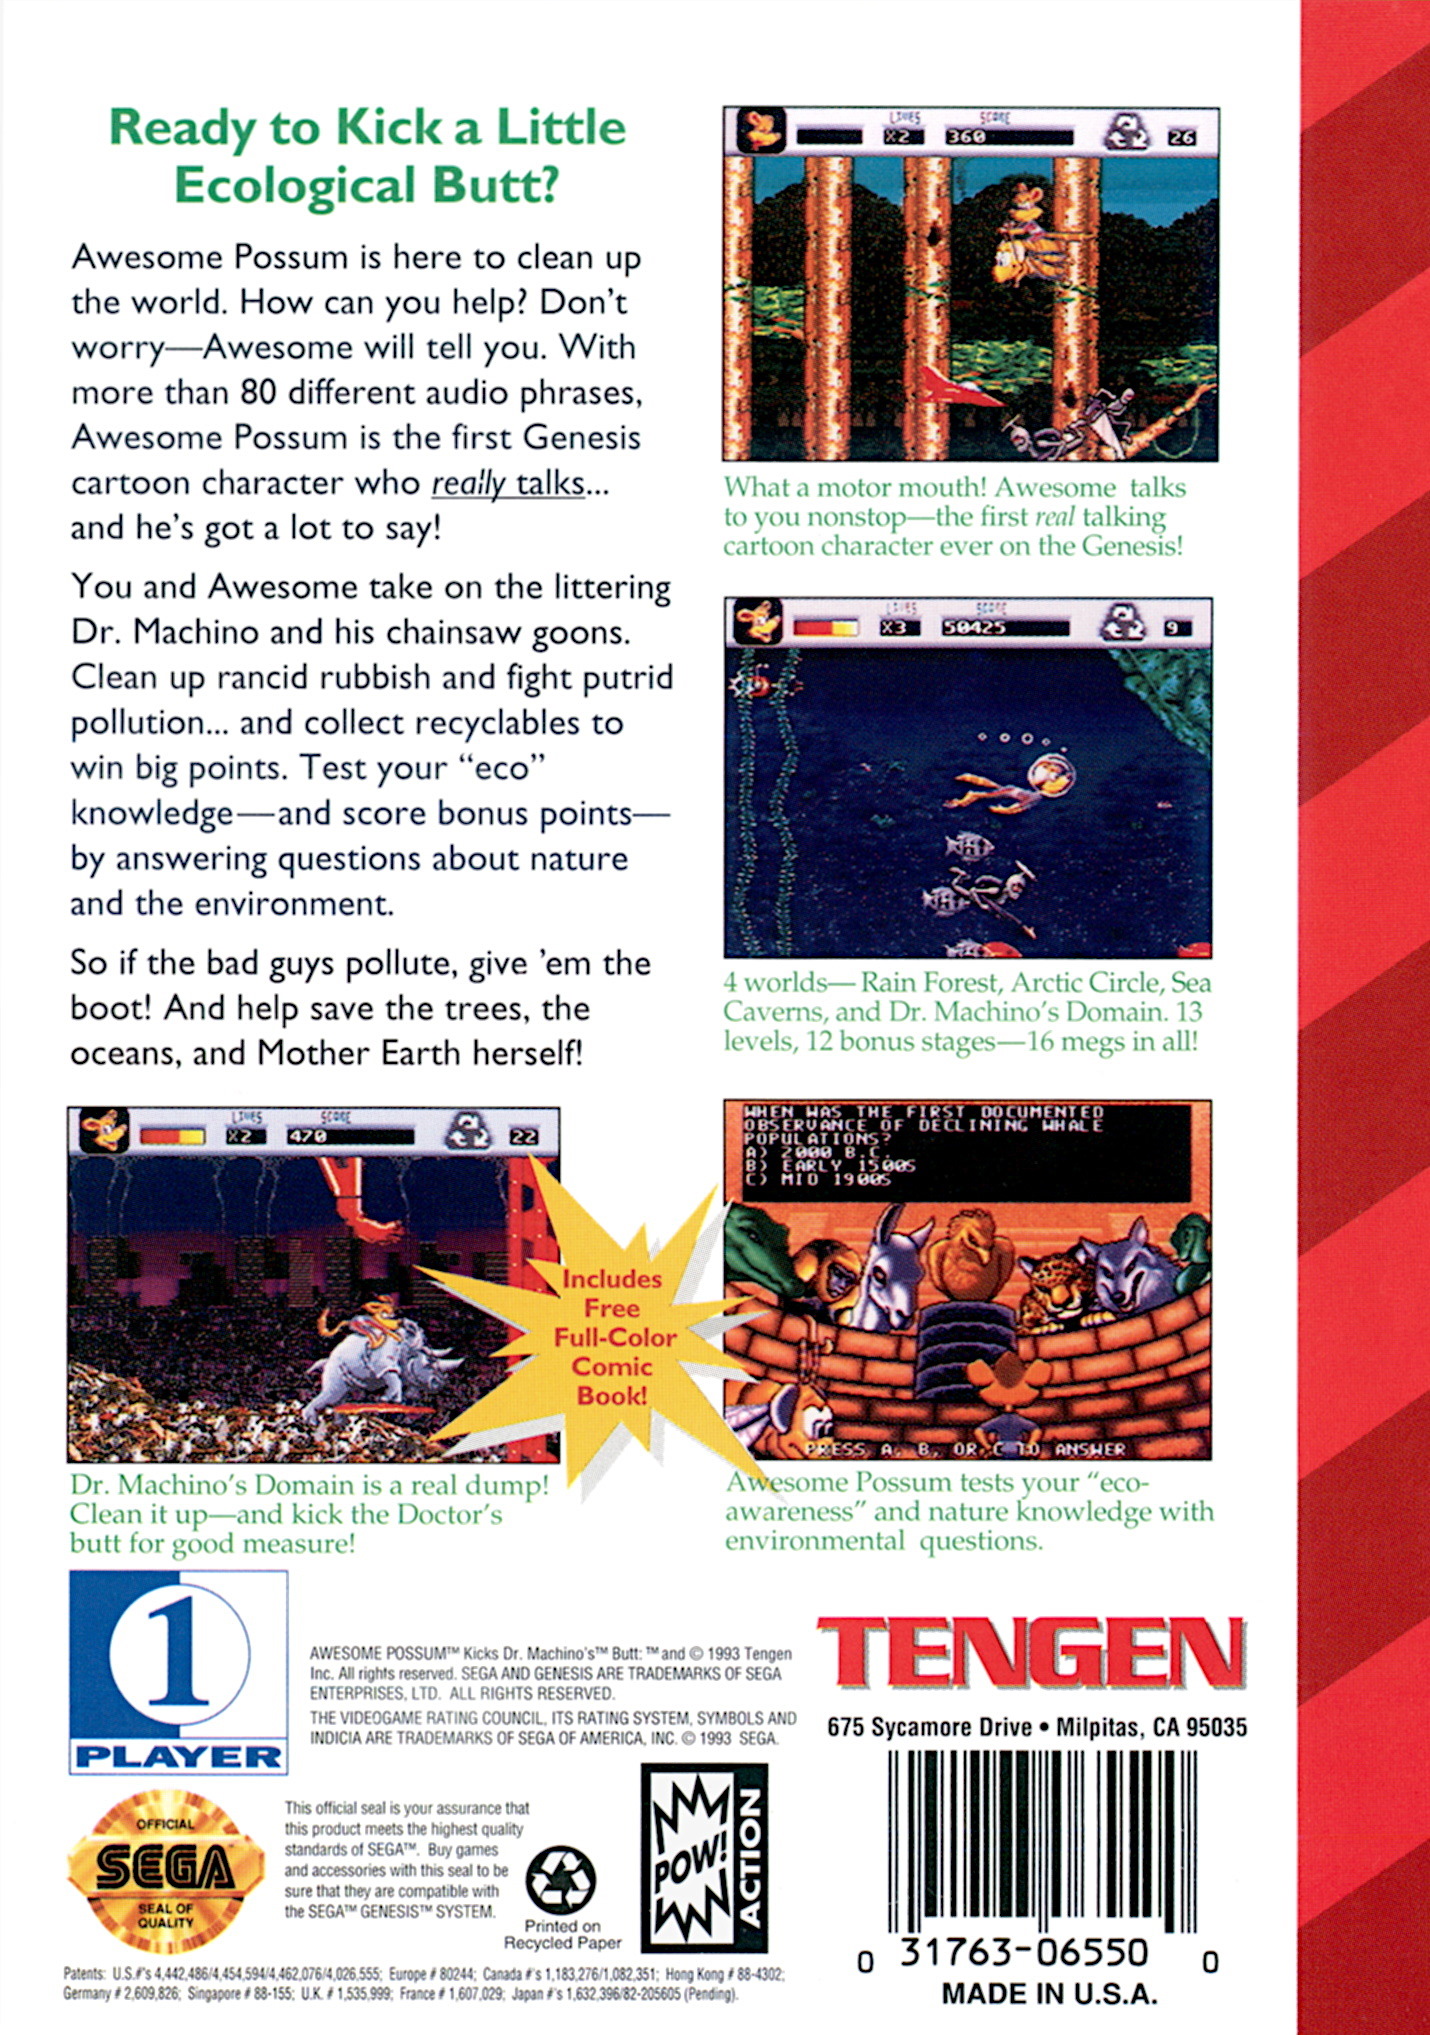 Ready to Kick a Little
Ecological Butt?
Awesome Possum is here to clean up
the world. How can you help? Don't
worry—Awesome will tell you. With
more than 80 different audio phrases,
Awesome Possum is the first Genesis
cartoon character who really talks...
and he's got a lot to say!
You and Awesome take on the littering
Dr. Machino and his chainsaw goons.
Clean up rancid rubbish and fight putrid
pollution... and collect recyclables to
win big points. Test your “eco”
knowledge—and score bonus points—
by answering questions about nature
and the environment.
So if the bad guys pollute, give 'em the
boot! And help save the trees, the
oceans, and Mother Earth herself!
LIVES SCORE
X2 360 26
What a motor mouth! Awesome talks
to you nonstop—the first real talking
cartoon character ever on the Genesis!
LIVES SCORE
X3 50425 9
4 worlds— Rain Forest, Arctic Circle, Sea
Caverns, and Dr. Machino's Domain. 13
levels, 12 bonus stages—16 megs in all!
LIVES SCORE
X2 470 22
Dr. Machino's Domain is a real dump!
Clean it up—and kick the Doctor's
butt for good measure!
Includes
Free
Full-Color
Comic
Book!
WHEN WAS THE FIRST DOCUMENTED
OBSERVANCE OF DECLINING WHALE
POPULATIONS?
A) 2000 B.C.
B) EARLY 1500S
C) MID 1900S
PRESS A, B, OR C TO ANSWER
Awesome Possum tests your “eco-
awareness” and nature knowledge with
environmental questions.
1
PLAYER
AWESOME POSSUM™ Kicks Dr. Machino's™ Butt: ™ and © 1993 Tengen
Inc. All rights reserved. SEGA AND GENESIS ARE TRADEMARKS OF SEGA
ENTERPRISES, LTD. ALL RIGHTS RESERVED.
THE VIDEOGAME RATING COUNCIL, ITS RATING SYSTEM, SYMBOLS AND
INDICIA ARE TRADEMARKS OF SEGA OF AMERICA, INC. © 1993 SEGA.
TENGEN
675 Sycamore Drive • Milpitas, CA 95035
OFFICIAL
SEGA
SEAL OF
QUALITY
This official seal is your assurance that
this product meets the highest quality
standards of SEGA™. Buy games
and accessories with this seal to be
sure that they are compatible with
the SEGA™ GENESIS™ SYSTEM.
Printed on
Recycled Paper
POW!
ACTION
0 31763-06550 0
MADE IN U.S.A.
Patents: U.S.#'s 4,442,486/4,454,594/4,462,076/4,026,555; Europe # 80244; Canada #'s 1,183,276/1,082,351; Hong Kong # 88-4302;
Germany # 2,609,826; Singapore # 88-155; U.K. # 1,535,999; France # 1,607,029; Japan #'s 1,632,396/82-205605 (Pending).